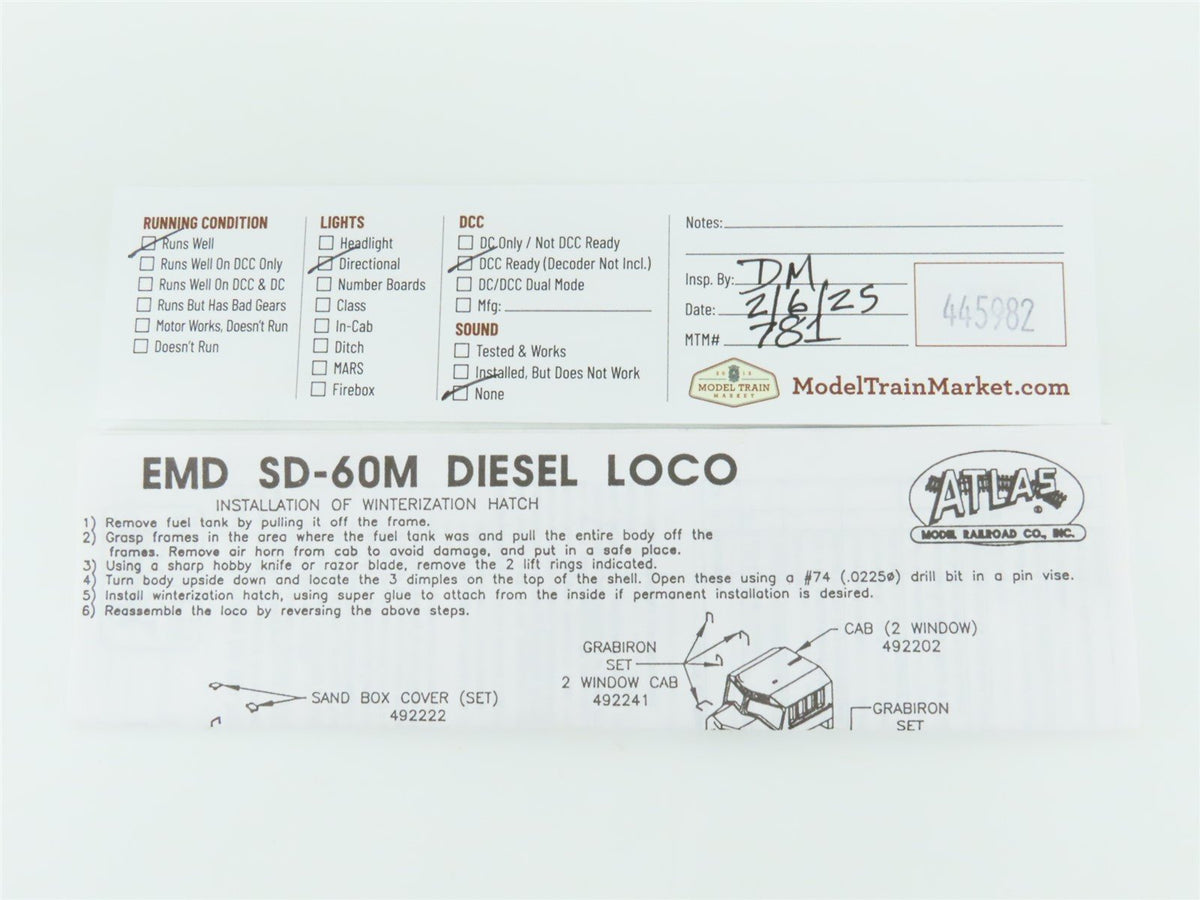 RUNNING CONDITION
Runs Well
Runs Well On DCC Only
Runs Well On DCC & DC
Runs But Has Bad Gears
Motor Works, Doesn't Run
Doesn't Run
LIGHTS
Headlight
Directional
Number Boards
Class
In-Cab
Ditch
MARS
Firebox
DCC
DC Only / Not DCC Ready
DCC Ready (Decoder Not Incl.)
DC/DCC Dual Mode
Mfg:
SOUND
Tested & Works
Installed, But Does Not Work
None
Notes:
Insp. By: DM
Date: 2/6/25
MTM# 781
445982
MODEL TRAIN
MARKET
ModelTrainMarket.com
EMD SD-60M DIESEL LOCO
INSTALLATION OF WINTERIZATION HATCH
1) Remove fuel tank by pulling it off the frame.
2) Grasp frames in the area where the fuel tank was and pull the entire body off the
frames. Remove air horn from cab to avoid damage, and put in a safe place.
3) Using a sharp hobby knife or razor blade, remove the 2 lift rings indicated.
4) Turn body upside down and locate the 3 dimples on the top of the shell. Open these using a #74 (.0225ø) drill bit in a pin vise.
5) Install winterization hatch, using super glue to attach from the inside if permanent installation is desired.
6) Reassemble the loco by reversing the above steps.
ATLAS
®
MODEL RAILROAD CO., INC.
SAND BOX COVER (SET)
492222
GRABIRON
SET
2 WINDOW CAB
492241
CAB (2 WINDOW)
492202
GRABIRON
SET